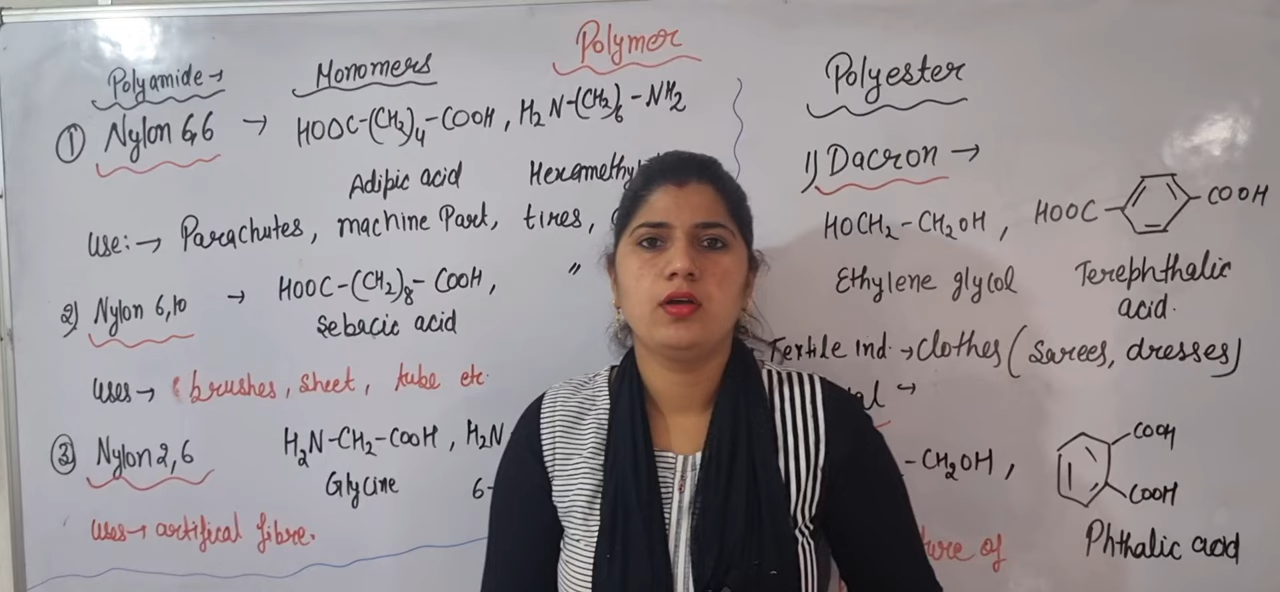 Polymer
Polyamide → Monomers
① Nylon 6,6 → HOOC-(CH2)4-COOH, H2N-(CH2)6-NH2
Adipic acid
Use:→ Parachutes, machine Part, tires,
2) Nylon 6,10 → HOOC-(CH2)8-COOH, "
Sebacic acid
Uses → brushes, sheet, tube etc.
③ Nylon 2,6 H2N-CH2-COOH, H2N
Glycine 6-
Uses → artifical fibre.
Polyester
1) Dacron →
HOCH2-CH2OH, HOOC COOH
Ethylene glycol Terephthalic
acid.
Textile ind. → clothes (sarees, dresses)
-CH2OH, COOH
COOH
of Phthalic acid